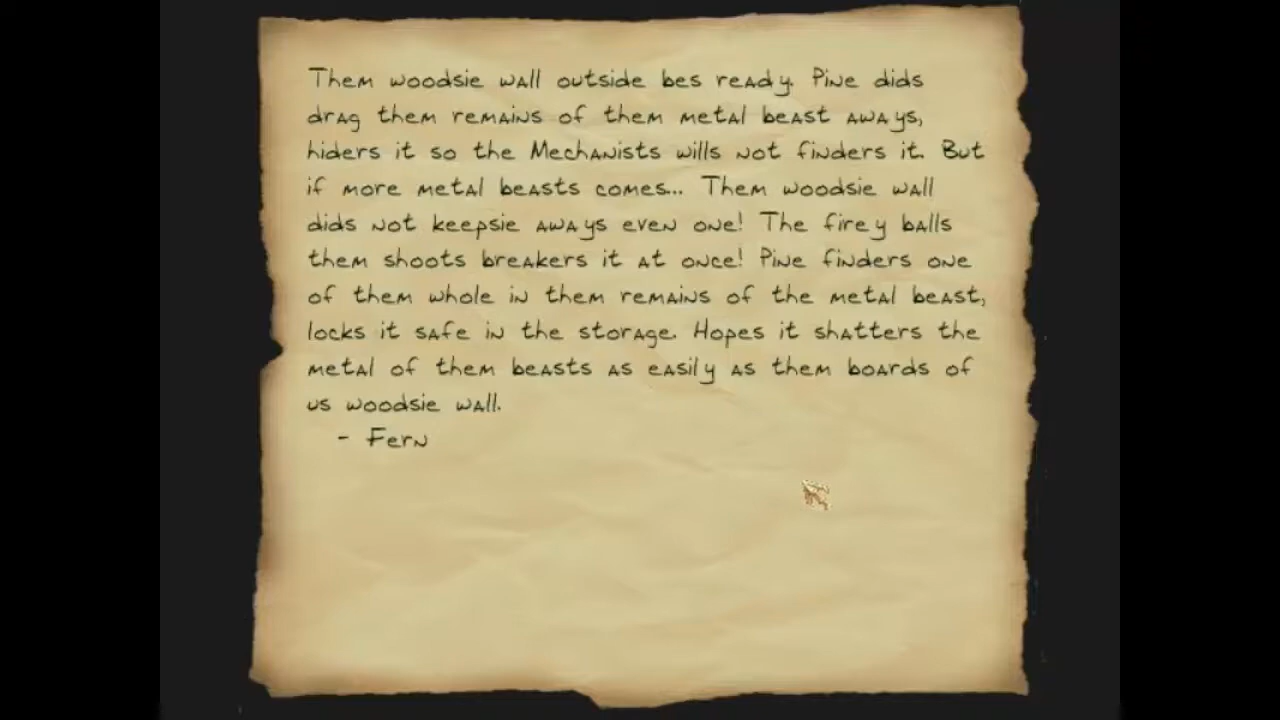 Them woodsie wall outside bes ready. Pine dids
drag them remains of them metal beast aways,
hiders it so the Mechanists wills not finders it. But
if more metal beasts comes... Them woodsie wall
dids not keepsie aways even one! The firey balls
them shoots breakers it at once! Pine finders one
of them whole in them remains of the metal beast,
locks it safe in the storage. Hopes it shatters the
metal of them beasts as easily as them boards of
us woodsie wall.
- Fern